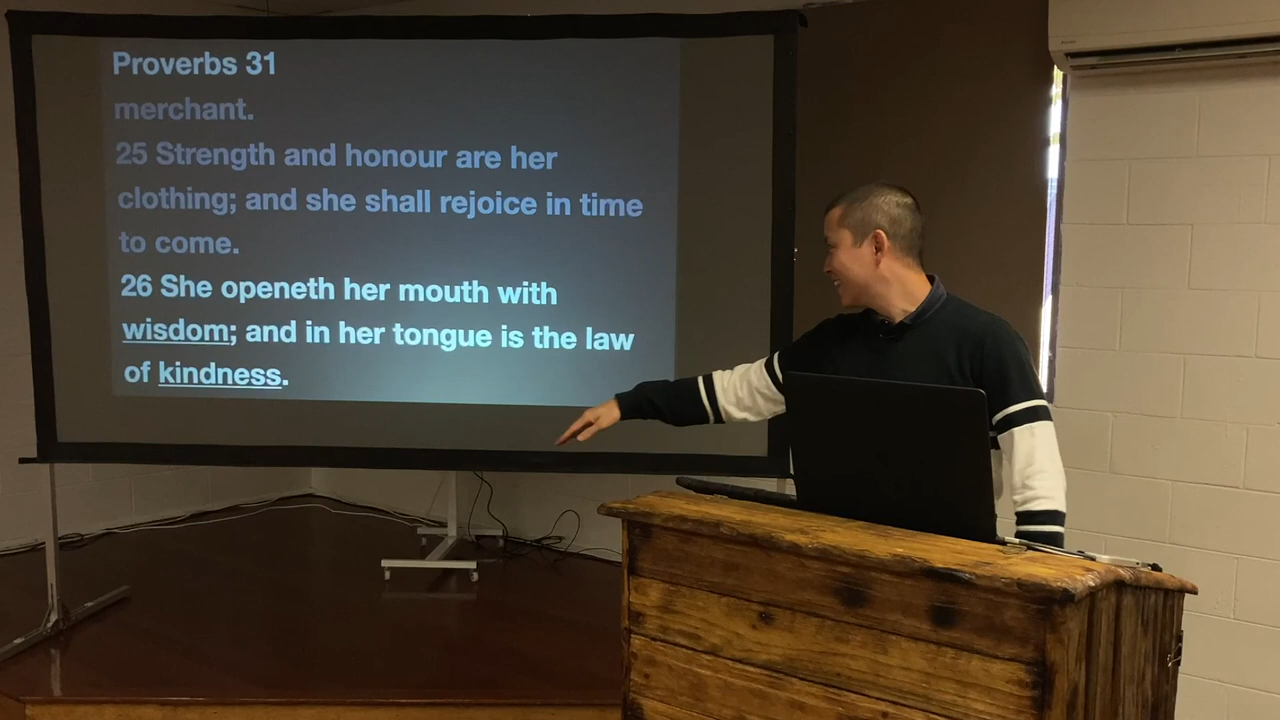 Proverbs 31
merchant.
25 Strength and honour are her
clothing; and she shall rejoice in time
to come.
26 She openeth her mouth with
wisdom; and in her tongue is the law
of kindness.